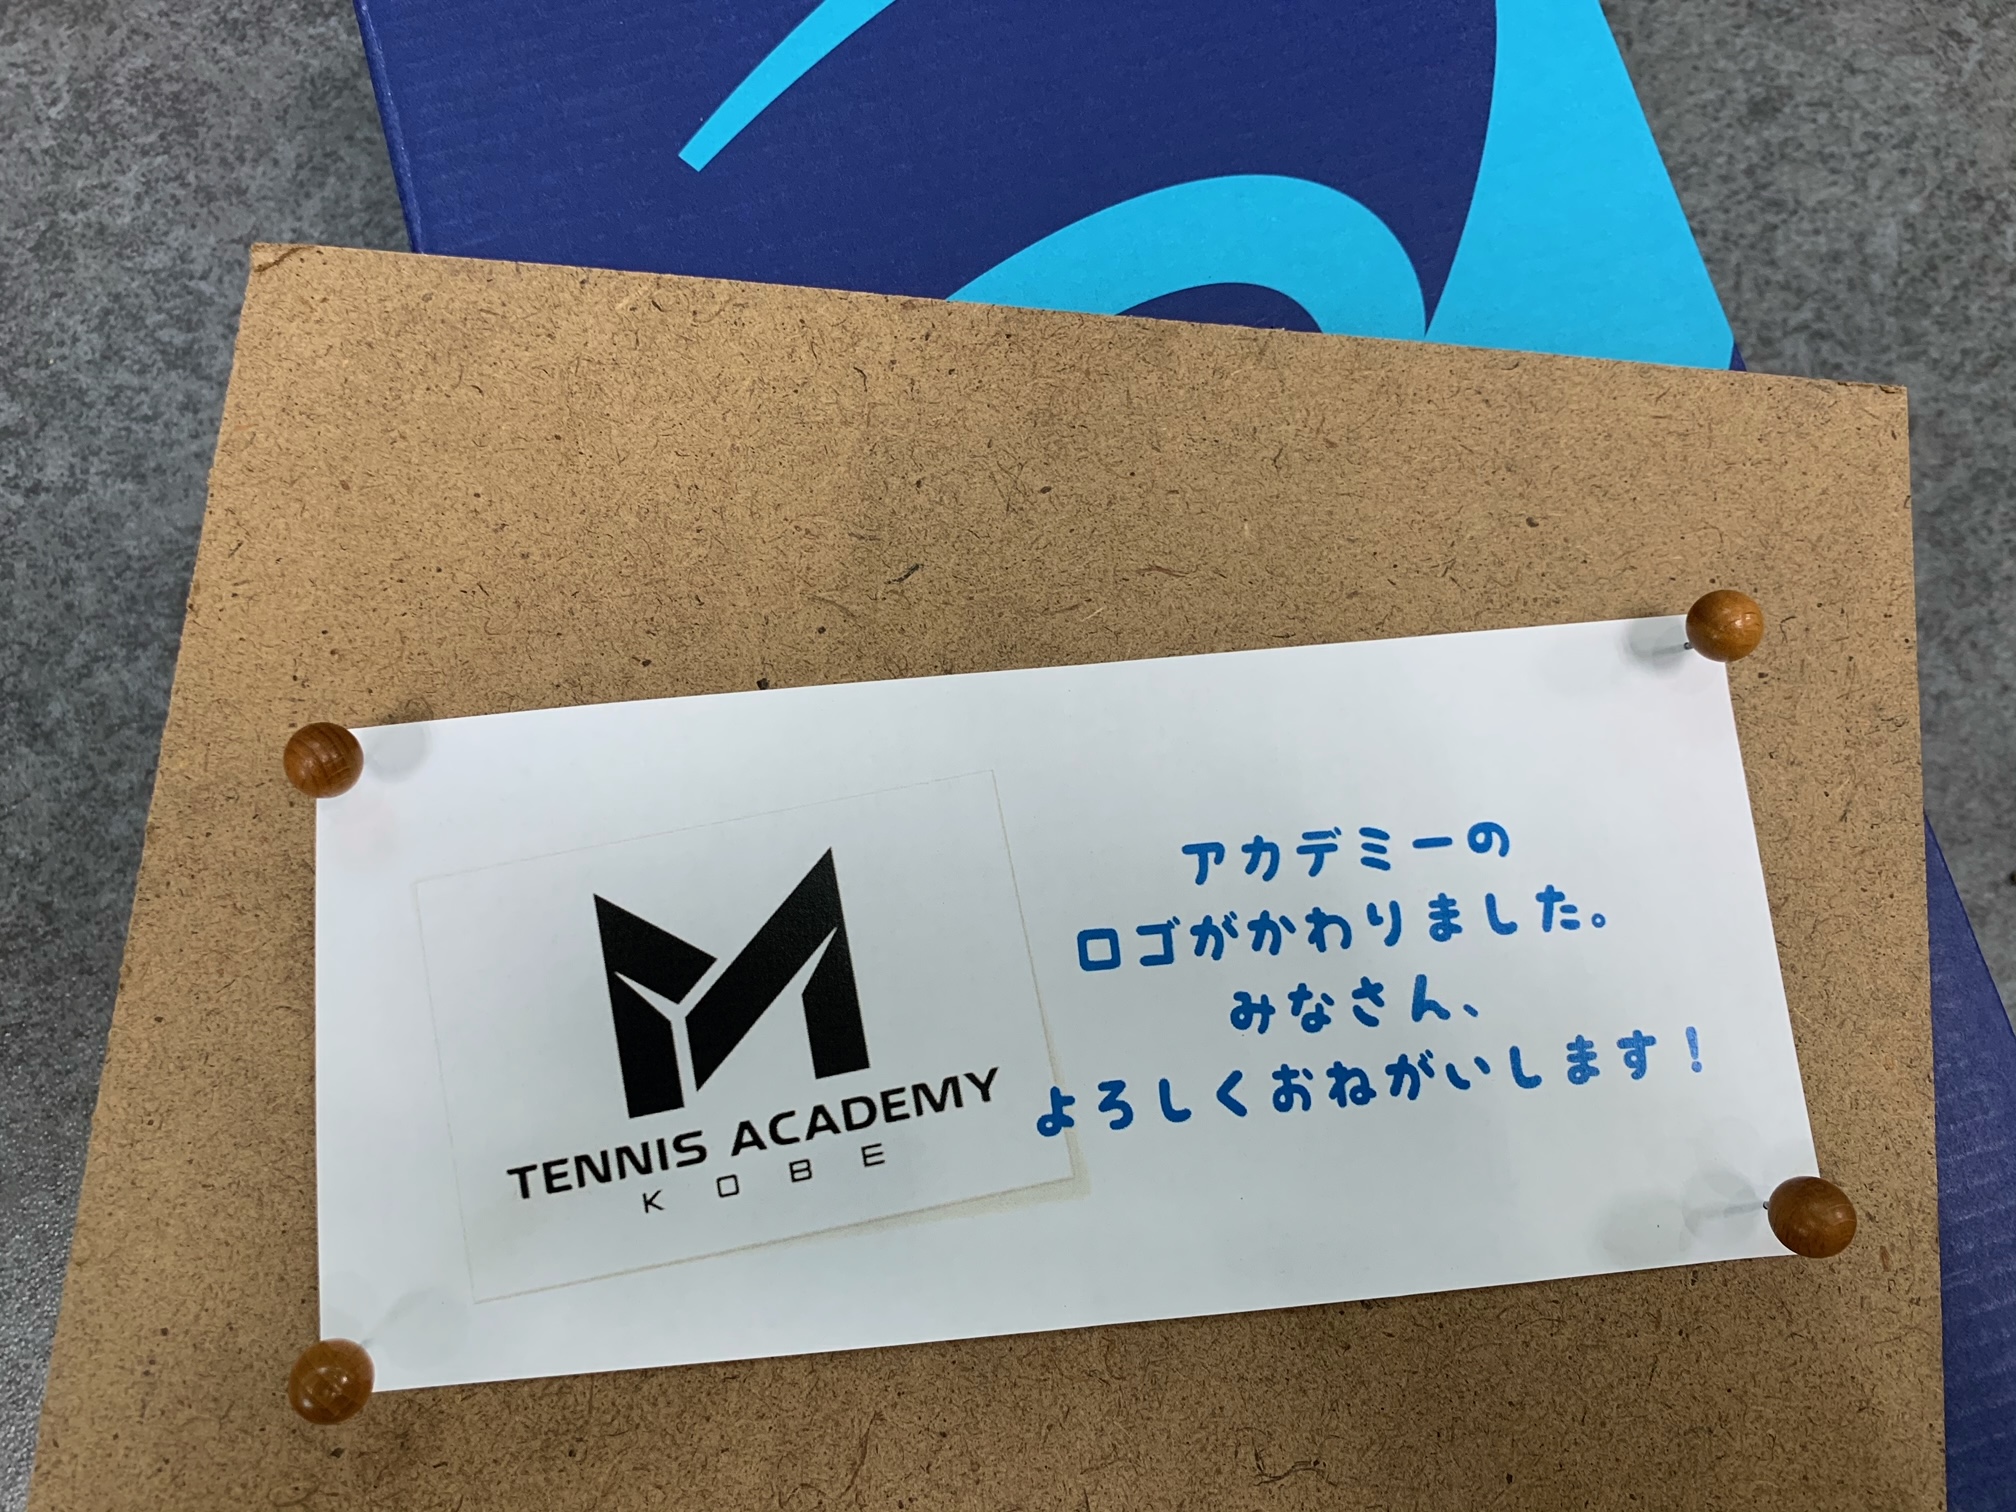 TENNIS ACADEMY
KOBE
アカデミーの
ロゴがかわりました。
みなさん、
よろしくおねがいします！